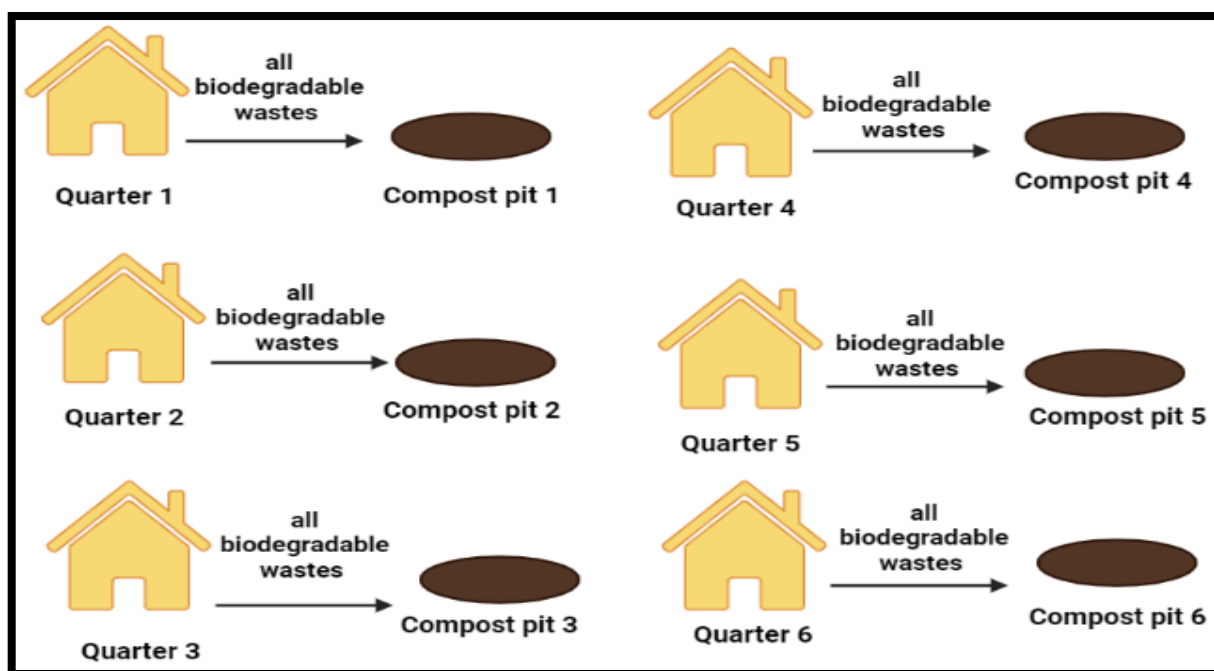 all
biodegradable
wastes
Quarter 1
Compost pit 1
all
biodegradable
wastes
Quarter 4
Compost pit 4
all
biodegradable
wastes
Quarter 2
Compost pit 2
all
biodegradable
wastes
Quarter 5
Compost pit 5
all
biodegradable
wastes
Quarter 3
Compost pit 3
all
biodegradable
wastes
Quarter 6
Compost pit 6